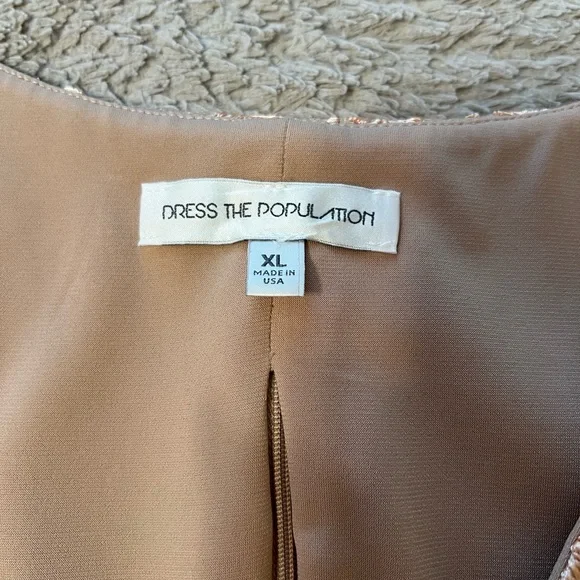 DRESS THE POPULATION
XL
MADE IN
USA